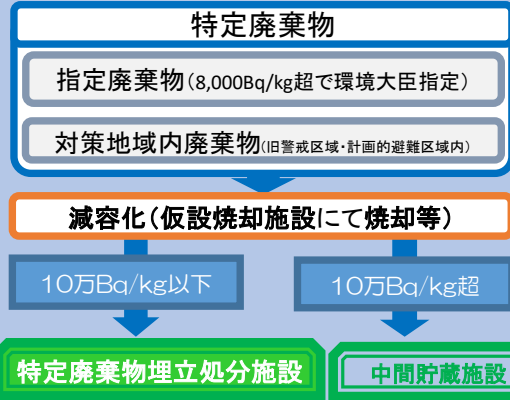 特定廃棄物
指定廃棄物(8,000Bq/kg超で環境大臣指定)
対策地域内廃棄物(旧警戒区域・計画的避難区域内)
減容化(仮設焼却施設にて焼却等)
10万Bq/kg以下
10万Bq/kg超
特定廃棄物埋立処分施設
中間貯蔵施設